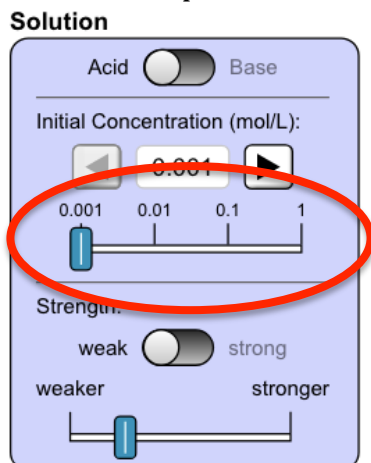 Solution
Acid Base
Initial Concentration (mol/L):
0.001
0.001 0.01 0.1 1
Strength:
weak strong
weaker stronger